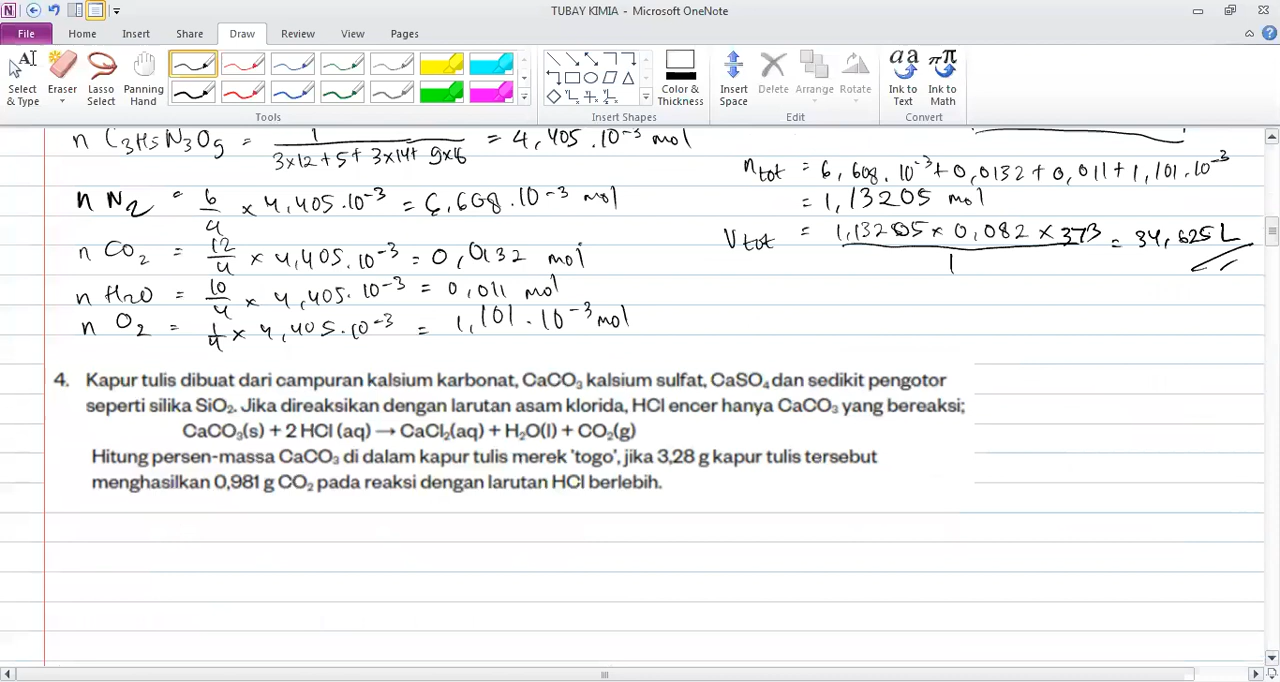 TUBAY KIMIA - Microsoft OneNote
File Home Insert Share Draw Review View Pages
Select & Type
Eraser
Lasso Select
Panning Hand
Color & Thickness
Insert Space
Delete
Arrange
Rotate
Ink to Text
Ink to Math
Tools
Insert Shapes
Edit
Convert
n C3H5N3O9 = 1 / 3x12 + 5 + 3x14 + 9x16 = 4,405 . 10⁻³ mol
n N2 = 6/4 x 4,405 . 10⁻³ = 6,608 . 10⁻³ mol
n CO2 = 12/4 x 4,405 . 10⁻³ = 0,0132 mol
n H2O = 10/4 x 4,405 . 10⁻³ = 0,011 mol
n O2 = 1/4 x 4,405 . 10⁻³ = 1,101 . 10⁻³ mol
ntot = 6,608 . 10⁻³ + 0,0132 + 0,011 + 1,101 . 10⁻³
= 1,13205 mol
Vtot = 1,13205 x 0,082 x 373 / 1 = 34,625 L
4. Kapur tulis dibuat dari campuran kalsium karbonat, CaCO₃ kalsium sulfat, CaSO₄ dan sedikit pengotor
seperti silika SiO₂. Jika direaksikan dengan larutan asam klorida, HCl encer hanya CaCO₃ yang bereaksi;
CaCO₃(s) + 2 HCl (aq) → CaCl₂(aq) + H₂O(l) + CO₂(g)
Hitung persen-massa CaCO₃ di dalam kapur tulis merek 'togo', jika 3,28 g kapur tulis tersebut
menghasilkan 0,981 g CO₂ pada reaksi dengan larutan HCl berlebih.